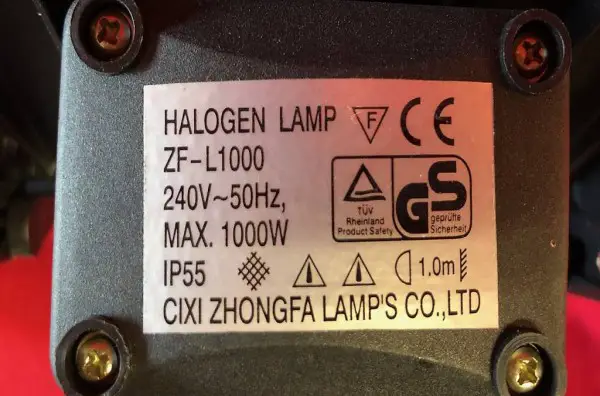 HALOGEN LAMP F CE
ZF-L1000
240V~50Hz,
MAX. 1000W
TÜV
Rheinland
Product Safety
GS
geprüfte
Sicherheit
IP55 1.0m
CIXI ZHONGFA LAMP'S CO.,LTD